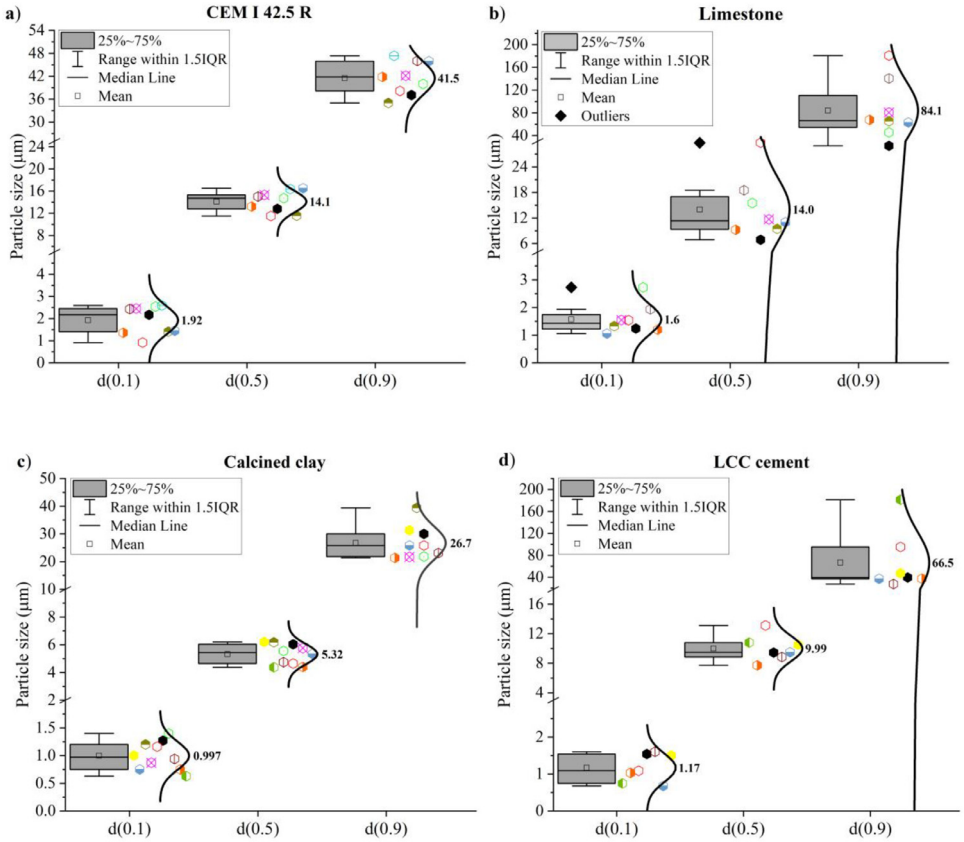 a) CEM I 42.5 R
25%~75%
Range within 1.5IQR
Median Line
Mean
Particle size (µm)
54
48
42
36
30
20
16
12
8
4
3
2
1
0
41.5
14.1
1.92
d(0.1) d(0.5) d(0.9)
b) Limestone
25%~75%
Range within 1.5IQR
Median Line
Mean
Outliers
Particle size (µm)
200
160
120
80
40
30
24
18
12
6
4
3
2
1
0
84.1
14.0
1.6
d(0.1) d(0.5) d(0.9)
c) Calcined clay
25%~75%
Range within 1.5IQR
Median Line
Mean
Particle size (µm)
50
40
30
20
10
8
6
4
2
1.5
1.0
0.5
0.0
26.7
5.32
0.997
d(0.1) d(0.5) d(0.9)
d) LCC cement
25%~75%
Range within 1.5IQR
Median Line
Mean
Particle size (µm)
200
160
120
80
40
16
12
8
4
2
1
0
66.5
9.99
1.17
d(0.1) d(0.5) d(0.9)